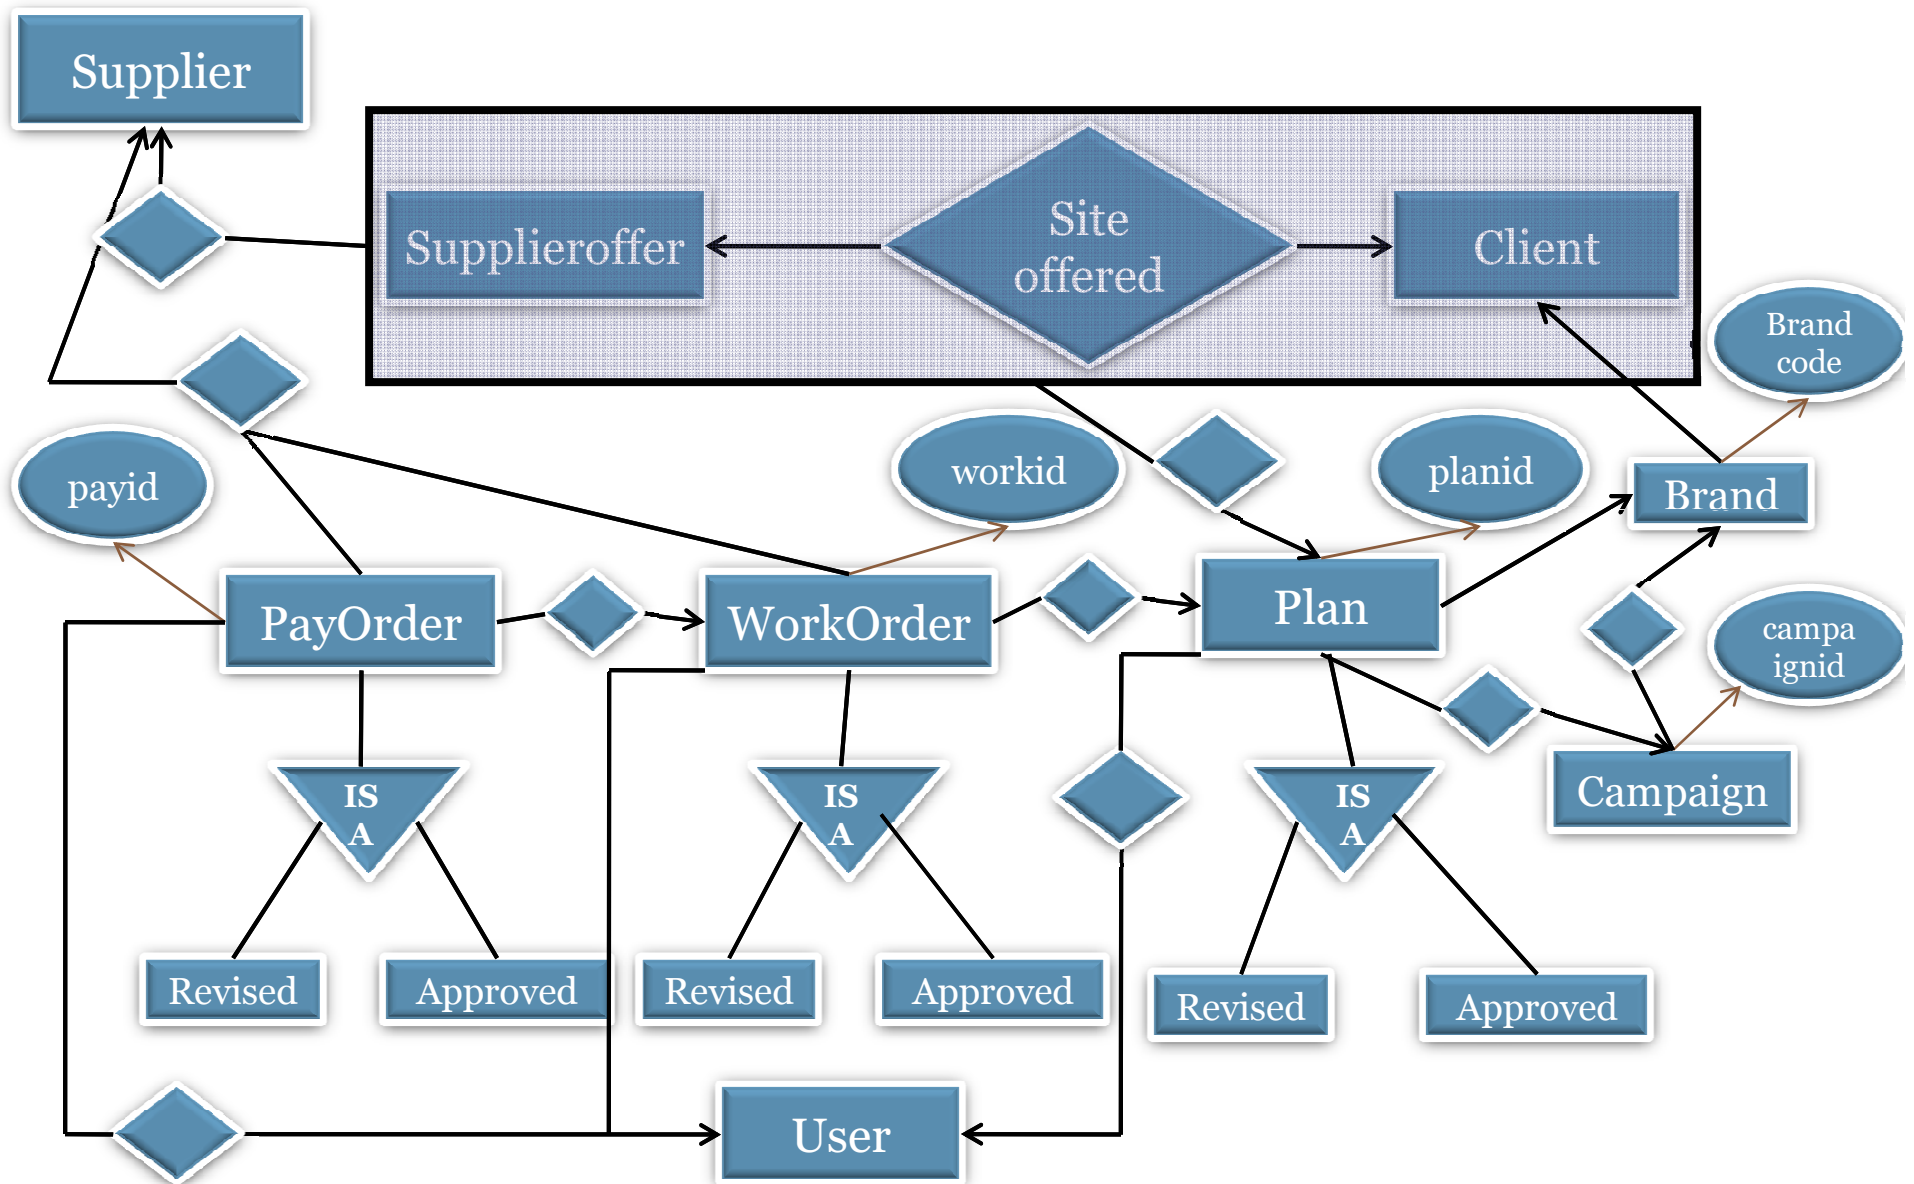 Supplier
Supplieroffer
Site
offered
Client
Brand
code
payid
workid
planid
Brand
PayOrder
WorkOrder
Plan
campa
ignid
IS
A
IS
A
IS
A
Campaign
Revised
Approved
Revised
Approved
Revised
Approved
User